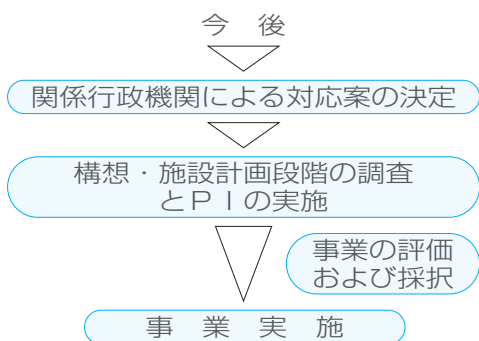 今　後
関係行政機関による対応案の決定
構想・施設計画段階の調査
とＰＩの実施
事業の評価
および採択
事　業　実　施